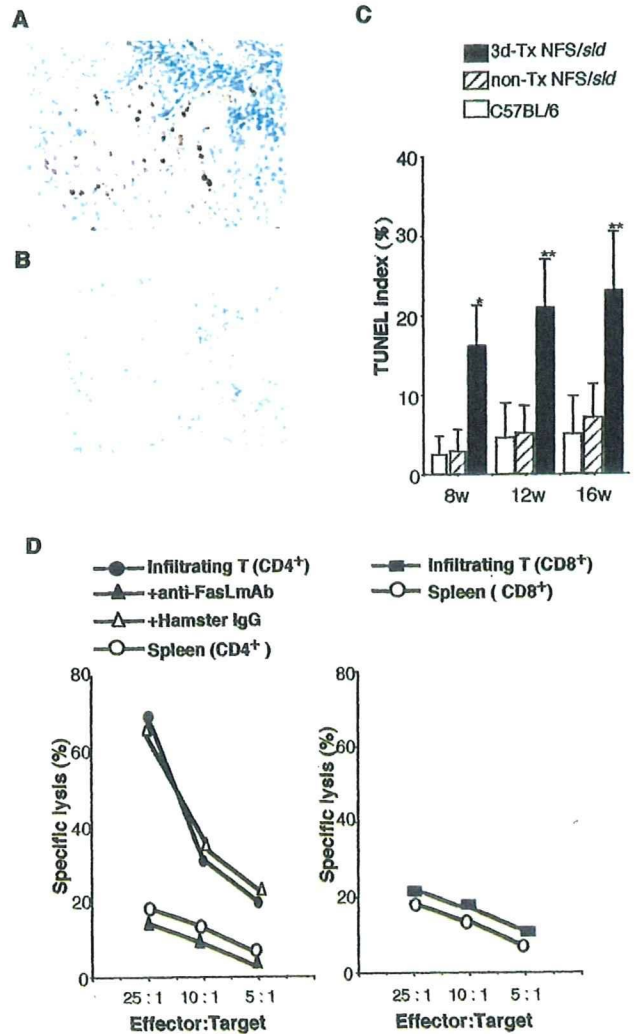 A
B
C
3d-Tx NFS/sld
non-Tx NFS/sld
C57BL/6
TUNEL Index (%)
40
30
20
10
0
*
**
**
8w
12w
16w
D
Infiltrating T (CD4+)
+anti-FasLmAb
+Hamster IgG
Spleen (CD4+)
Specific lysis (%)
80
60
40
20
0
25 : 1
10 : 1
5 : 1
Effector:Target
Infiltrating T (CD8+)
Spleen ( CD8+)
Specific lysis (%)
80
60
40
20
0
25 : 1
10 : 1
5 : 1
Effector:Target